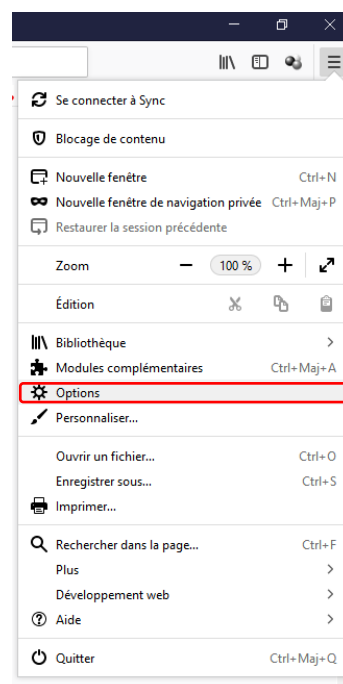 Se connecter à Sync
Blocage de contenu
Nouvelle fenêtre Ctrl+N
Nouvelle fenêtre de navigation privée Ctrl+Maj+P
Restaurer la session précédente
Zoom 100 %
Édition
Bibliothèque
Modules complémentaires Ctrl+Maj+A
Options
Personnaliser...
Ouvrir un fichier... Ctrl+O
Enregistrer sous... Ctrl+S
Imprimer...
Rechercher dans la page... Ctrl+F
Plus
Développement web
Aide
Quitter Ctrl+Maj+Q